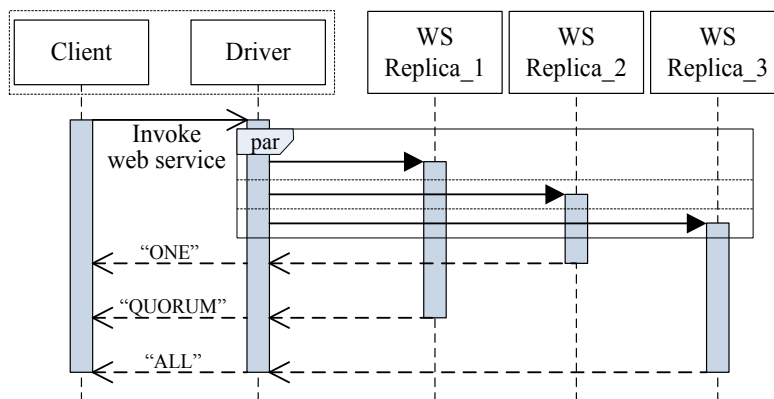 Client
Driver
WS
Replica_1
WS
Replica_2
WS
Replica_3
Invoke
web service
par
“ONE”
“QUORUM”
“ALL”